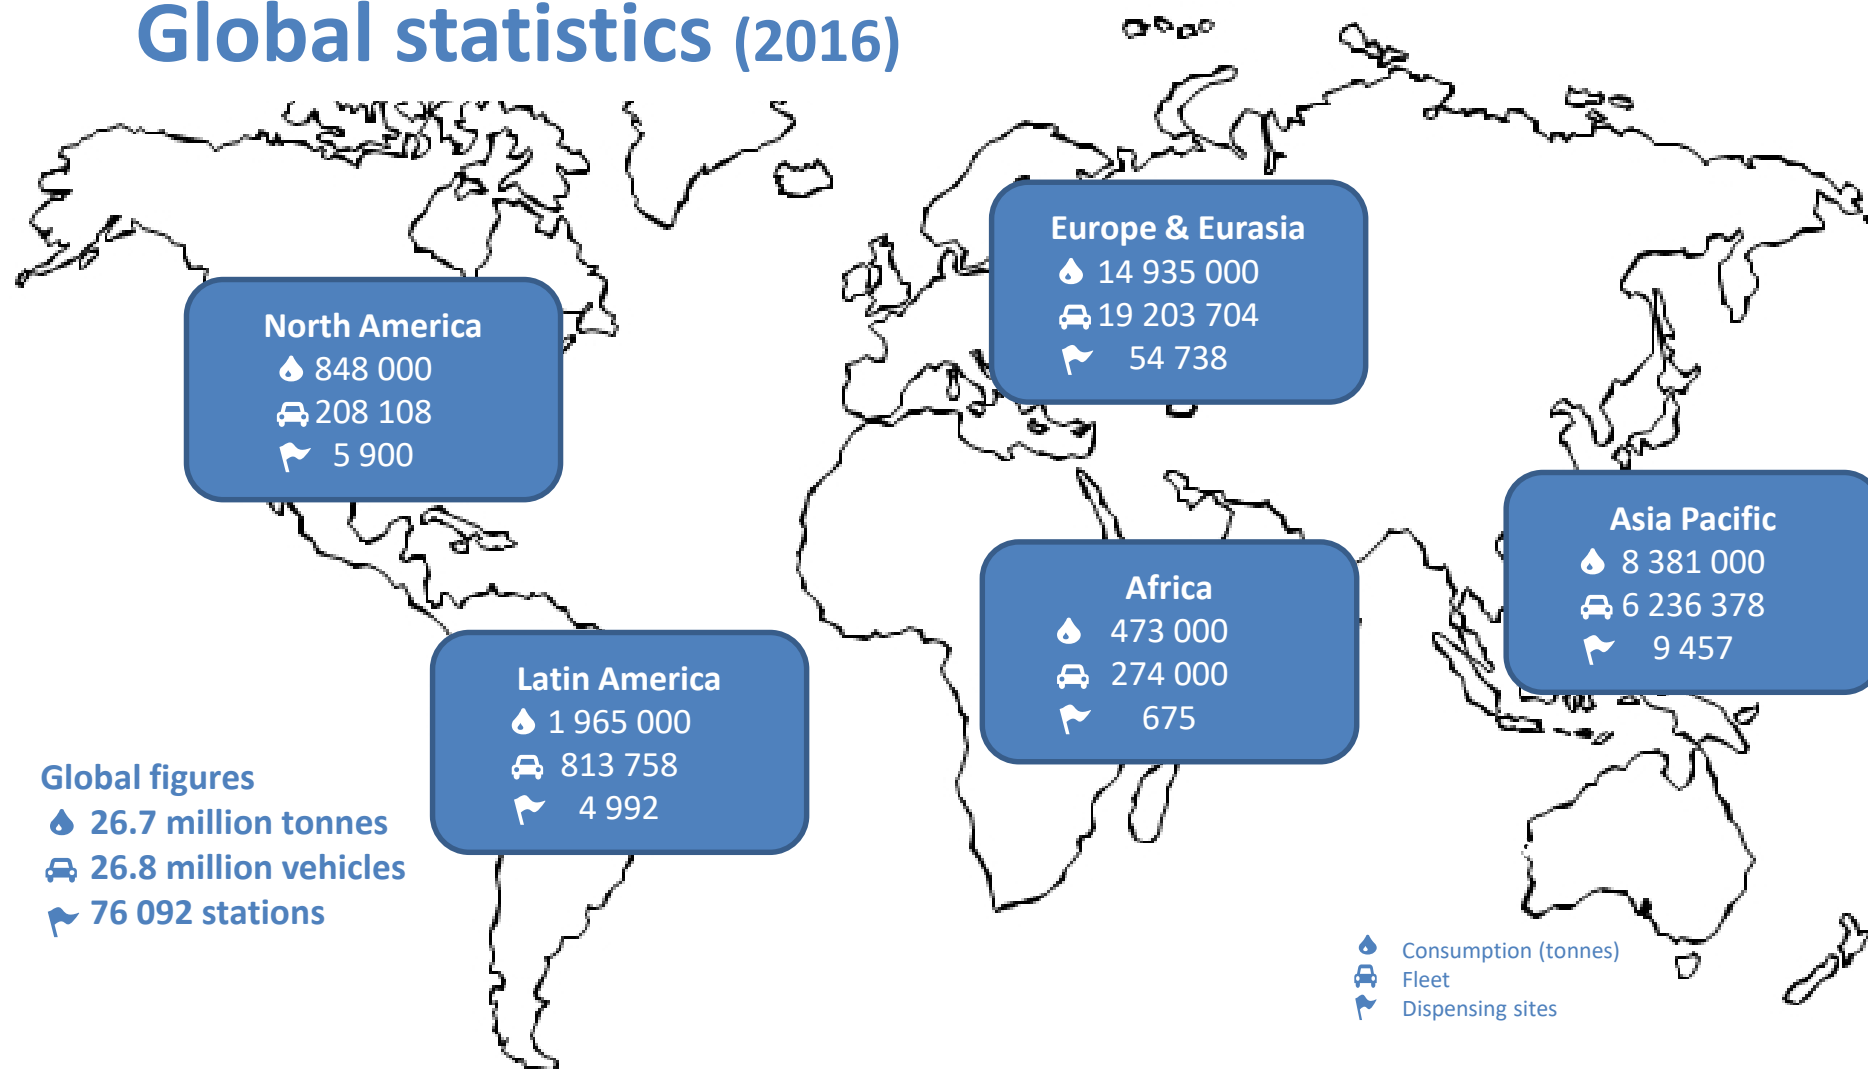 Global statistics (2016)
Europe & Eurasia
14 935 000
19 203 704
54 738
North America
848 000
208 108
5 900
Asia Pacific
8 381 000
6 236 378
9 457
Africa
473 000
274 000
675
Latin America
1 965 000
813 758
4 992
Global figures
26.7 million tonnes
26.8 million vehicles
76 092 stations
Consumption (tonnes)
Fleet
Dispensing sites